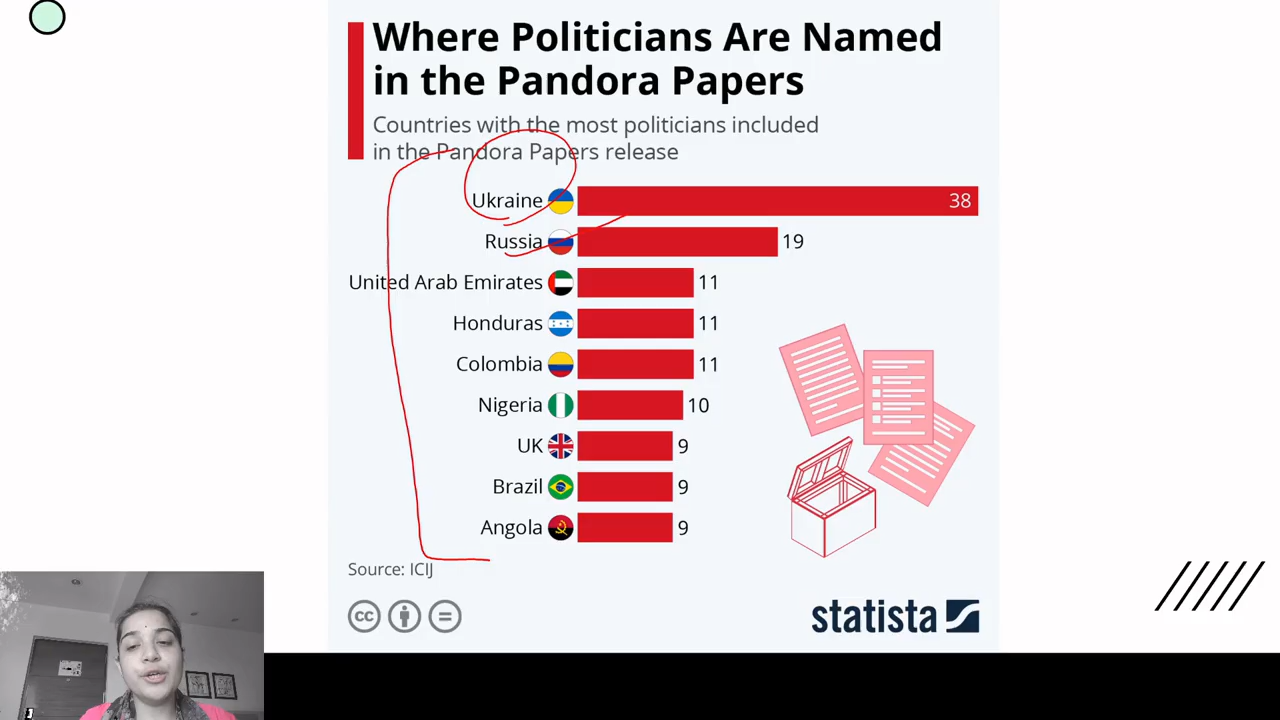 Where Politicians Are Named
in the Pandora Papers
Countries with the most politicians included
in the Pandora Papers release
Ukraine 38
Russia 19
United Arab Emirates 11
Honduras 11
Colombia 11
Nigeria 10
UK 9
Brazil 9
Angola 9
Source: ICIJ
cc
statista